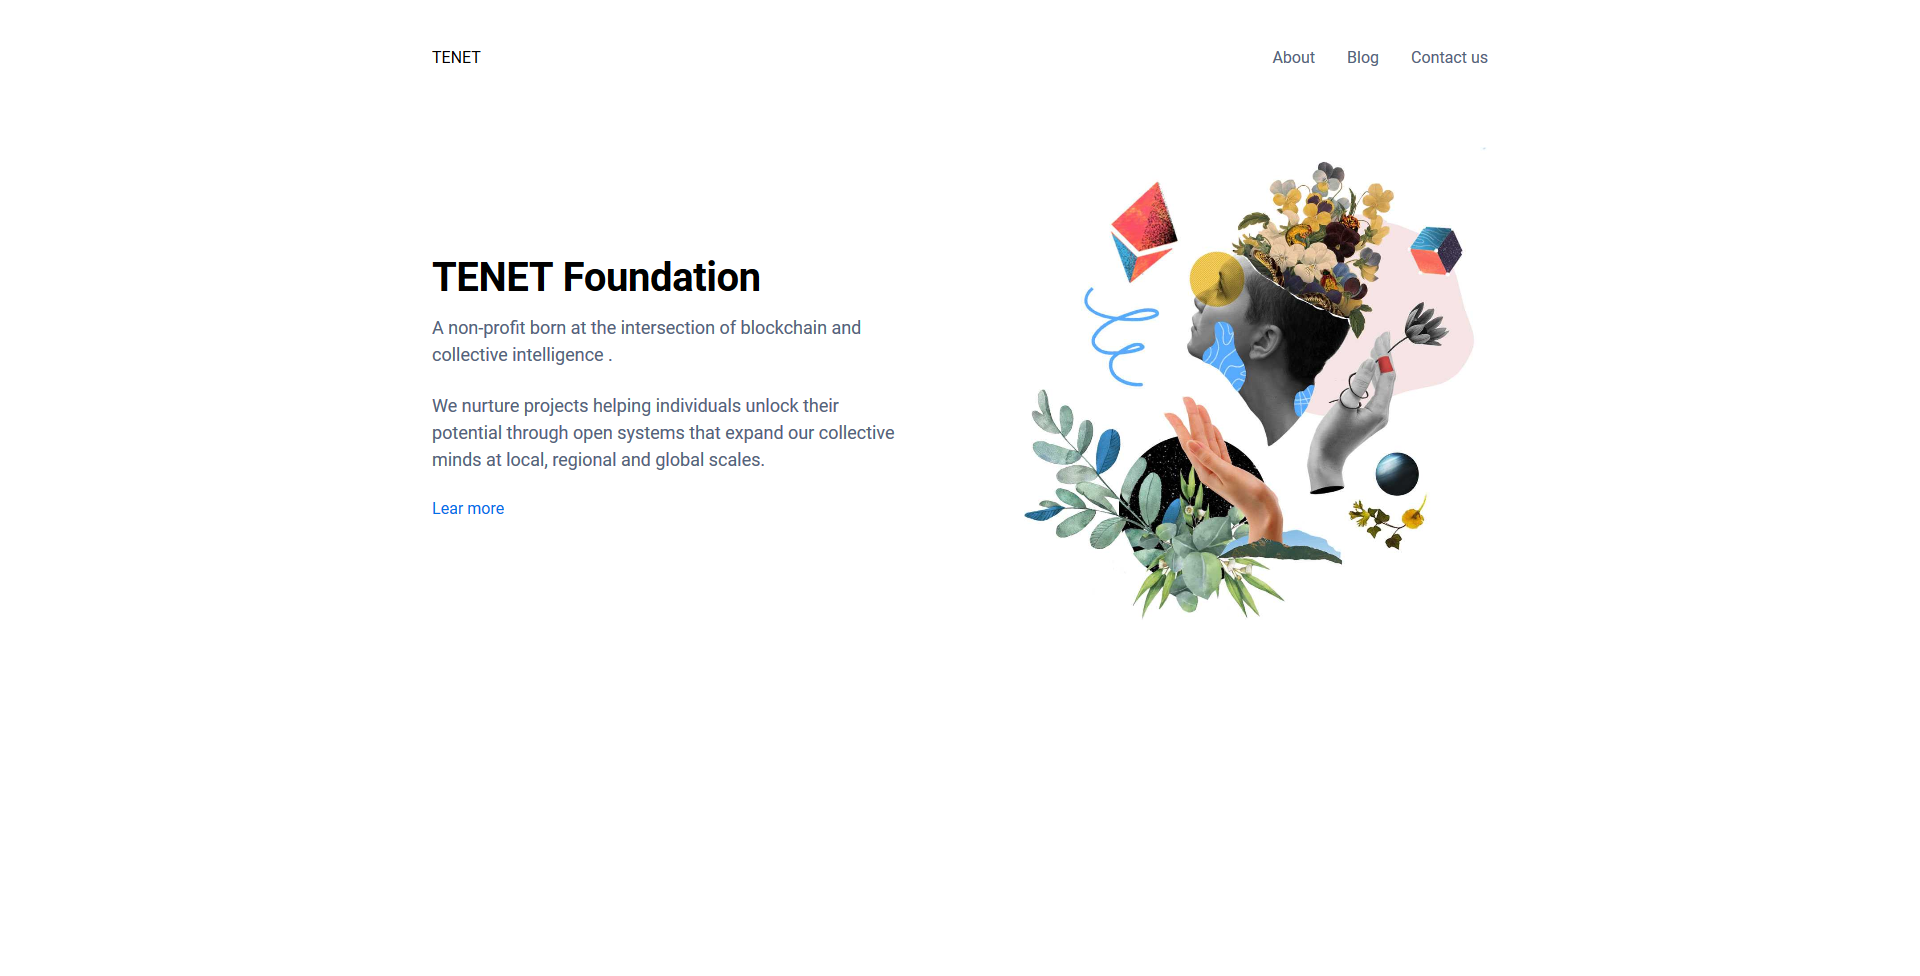 TENET
About Blog Contact us
TENET Foundation
A non-profit born at the intersection of blockchain and
collective intelligence .
We nurture projects helping individuals unlock their
potential through open systems that expand our collective
minds at local, regional and global scales.
Lear more